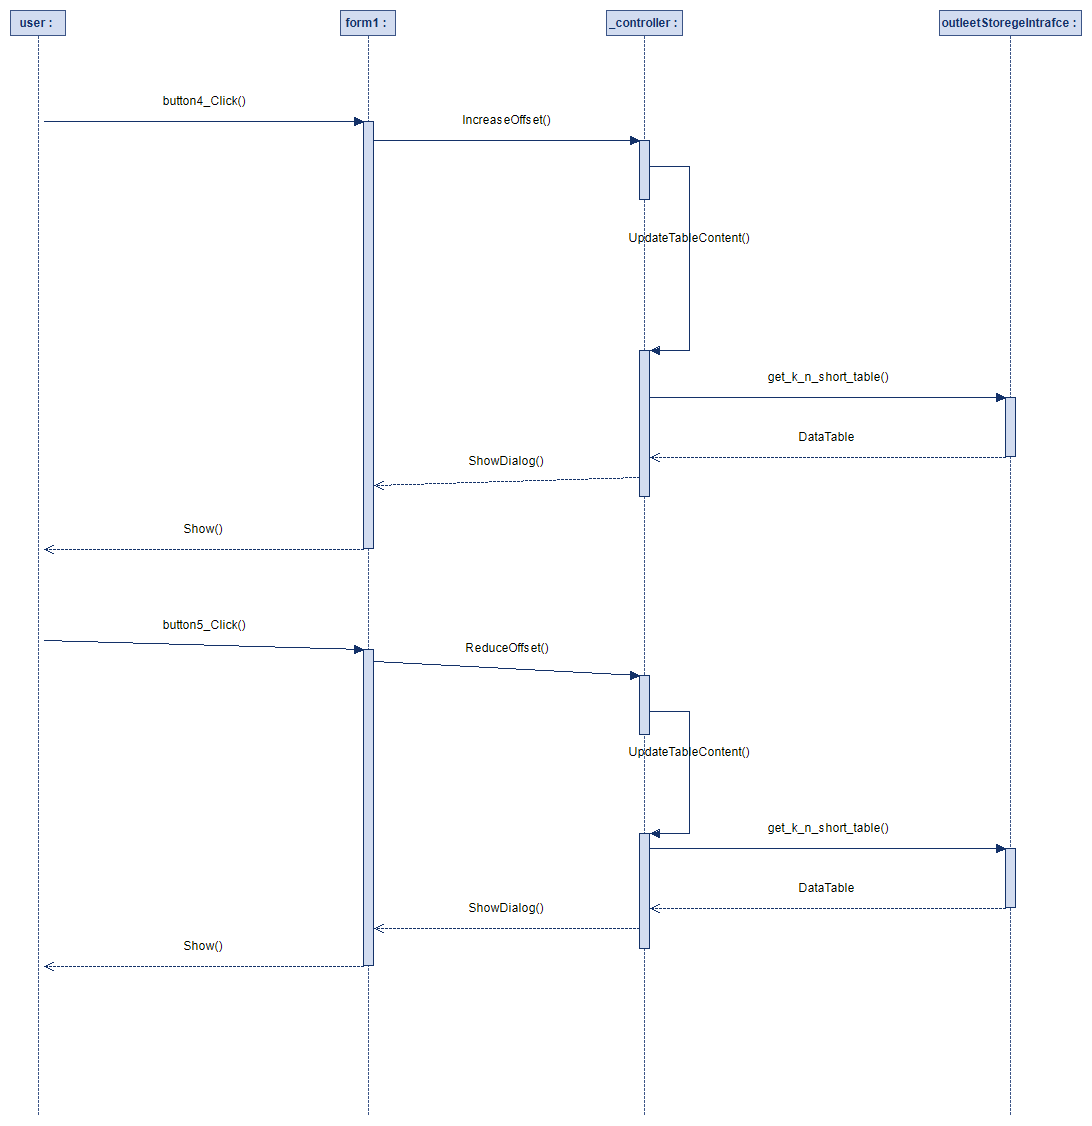 user :
form1 :
_controller :
outleetStoregeIntrafce :
button4_Click()
IncreaseOffset()
UpdateTableContent()
get_k_n_short_table()
DataTable
ShowDialog()
Show()
button5_Click()
ReduceOffset()
UpdateTableContent()
get_k_n_short_table()
DataTable
ShowDialog()
Show()